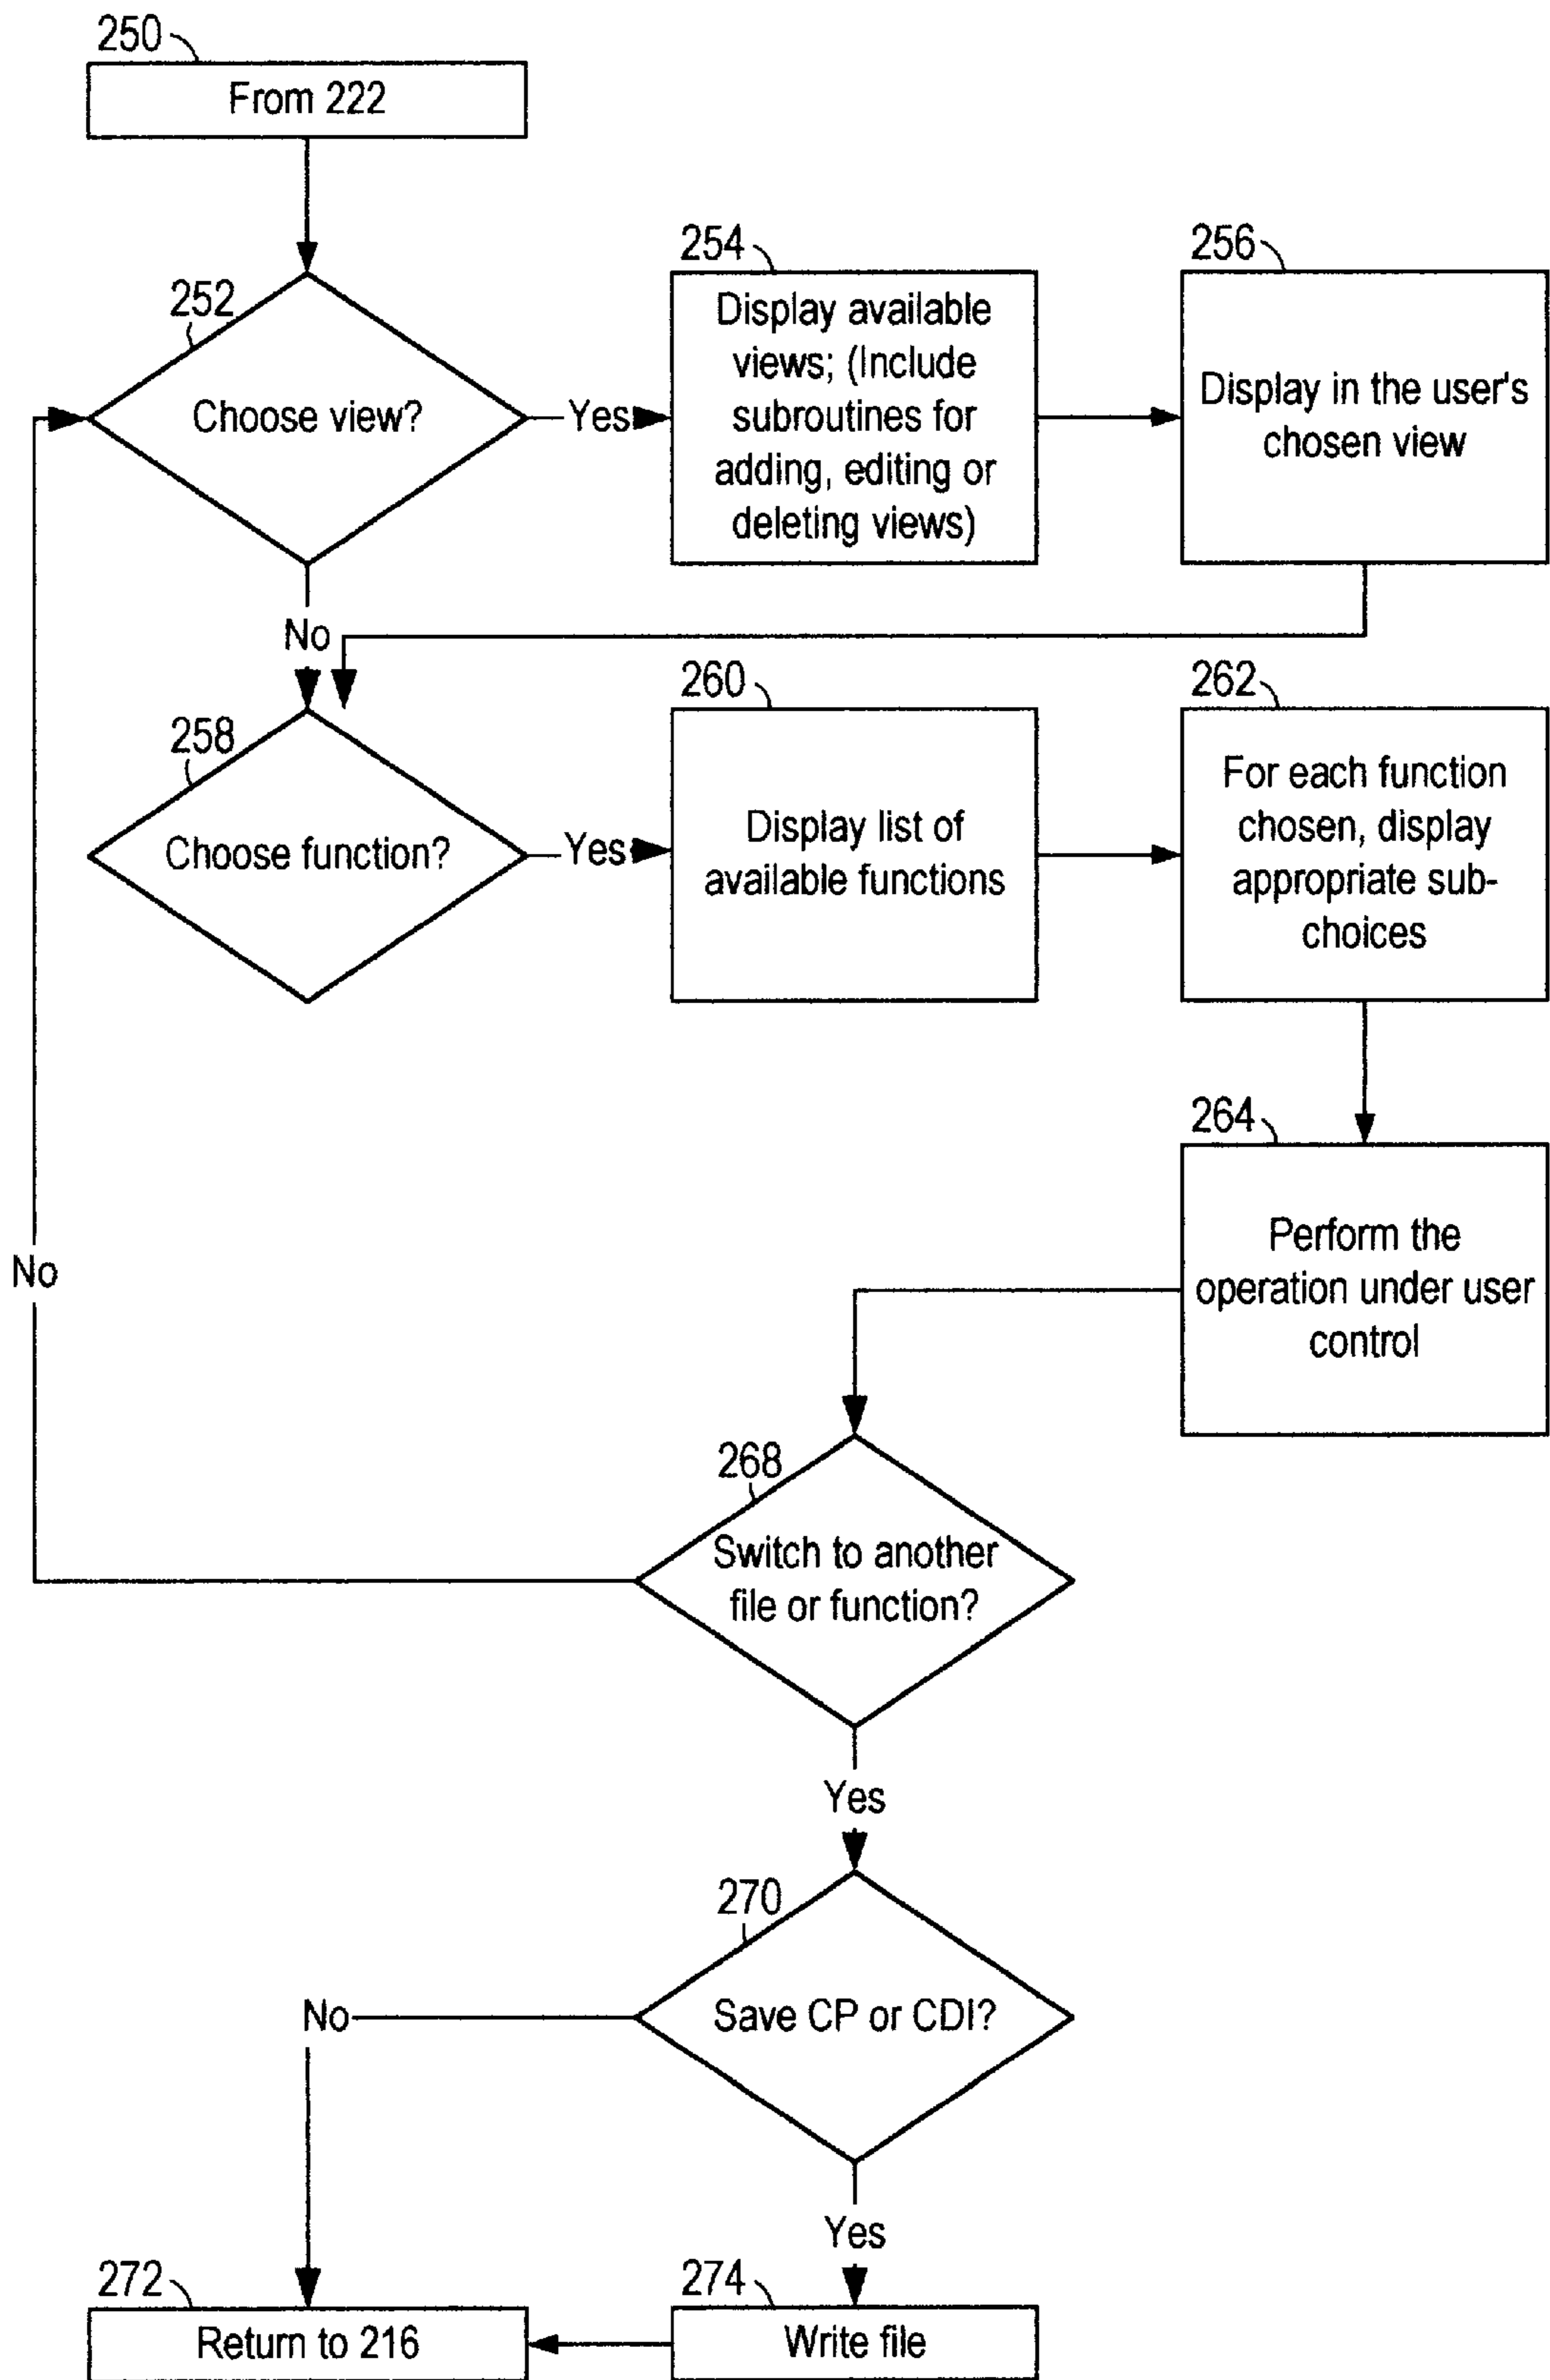 250
From 222
252
Choose view?
Yes
254
Display available
views; (Include
subroutines for
adding, editing or
deleting views)
256
Display in the user's
chosen view
No
258
Choose function?
Yes
260
Display list of
available functions
262
For each function
chosen, display
appropriate sub-
choices
264
Perform the
operation under user
control
No
268
Switch to another
file or function?
Yes
270
Save CP or CDI?
No
Yes
272
Return to 216
274
Write file